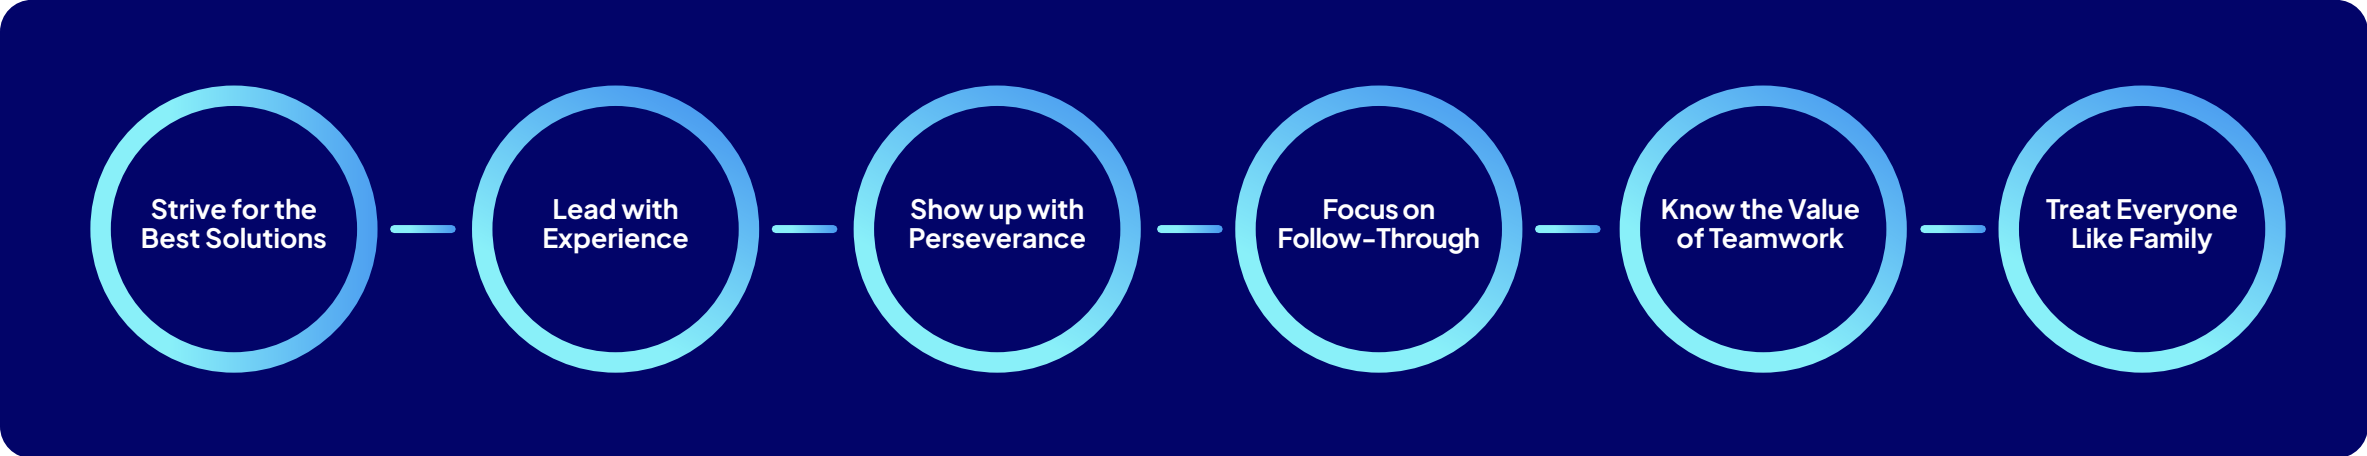 Strive for the
Best Solutions
Lead with
Experience
Show up with
Perseverance
Focus on
Follow-Through
Know the Value
of Teamwork
Treat Everyone
Like Family